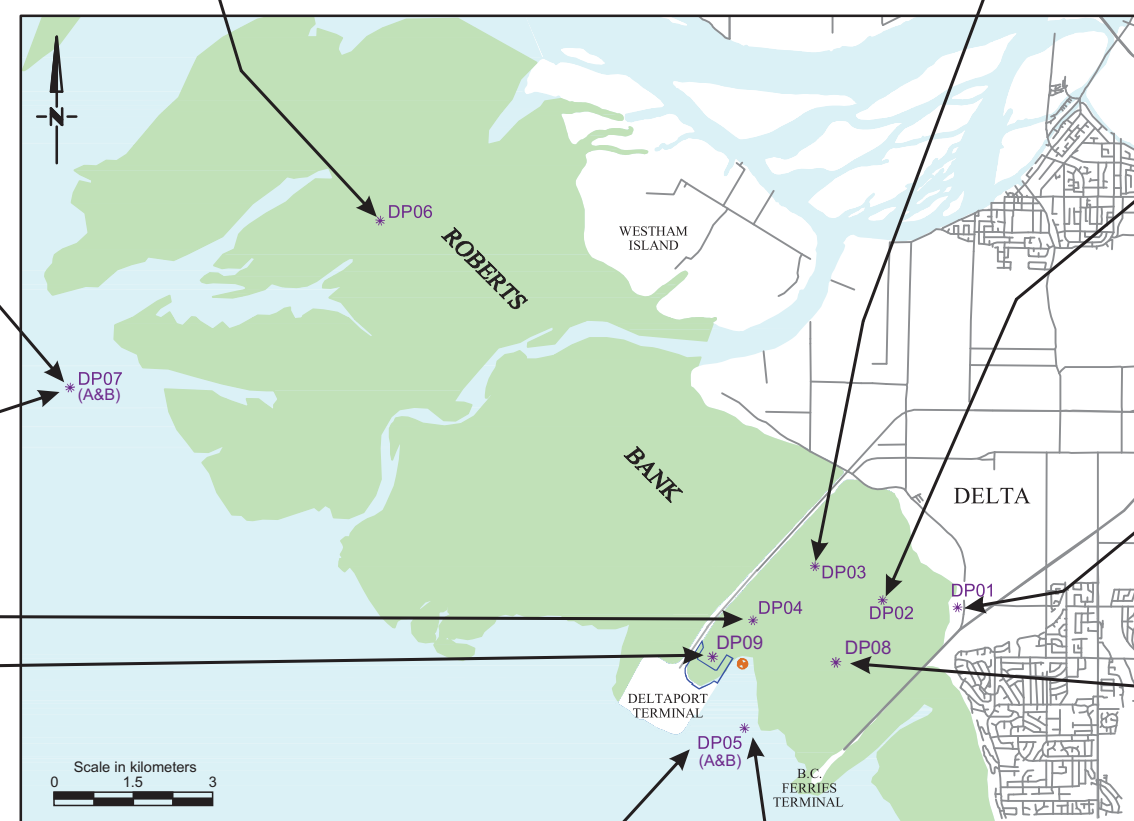 N
DP06
ROBERTS
WESTHAM
ISLAND
DP07
(A&B)
BANK
DELTA
DP03
DP01
DP02
DP04
DP09
DP08
DELTAPORT
TERMINAL
DP05
(A&B)
B.C.
FERRIES
TERMINAL
Scale in kilometers
0 1.5 3